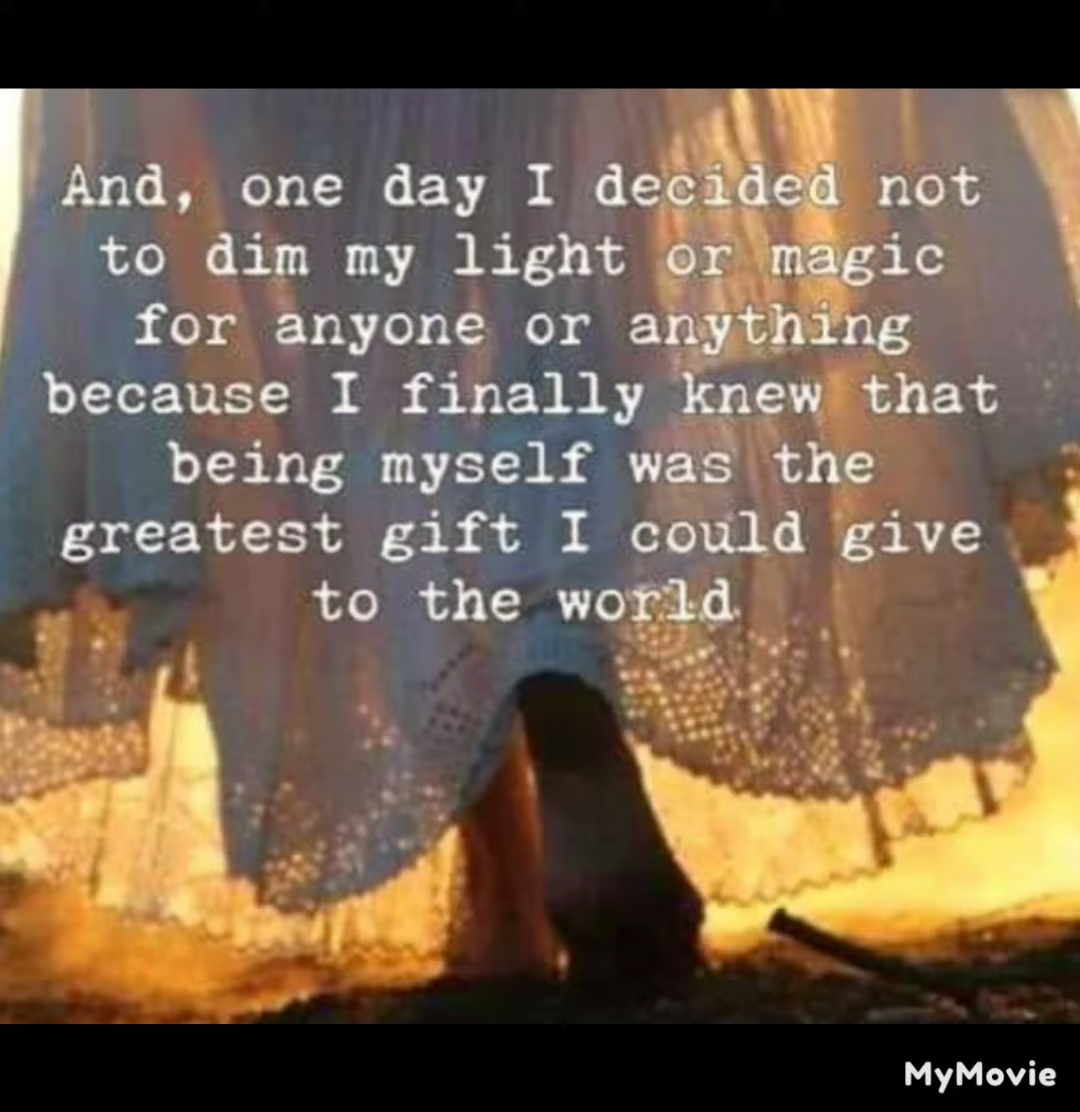 And, one day I decided not
to dim my light or magic
for anyone or anything
because I finally knew that
being myself was the
greatest gift I could give
to the world
MyMovie